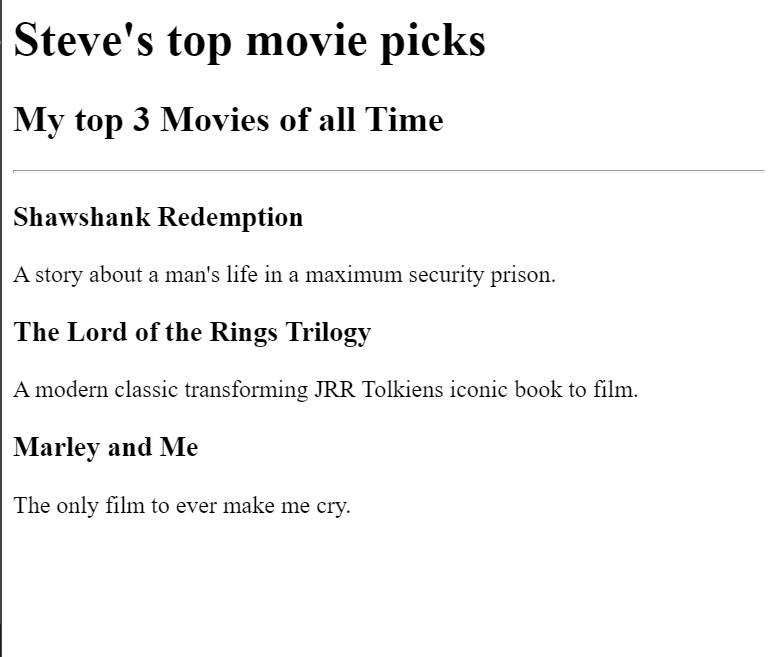 Steve's top movie picks
My top 3 Movies of all Time
Shawshank Redemption
A story about a man's life in a maximum security prison.
The Lord of the Rings Trilogy
A modern classic transforming JRR Tolkiens iconic book to film.
Marley and Me
The only film to ever make me cry.